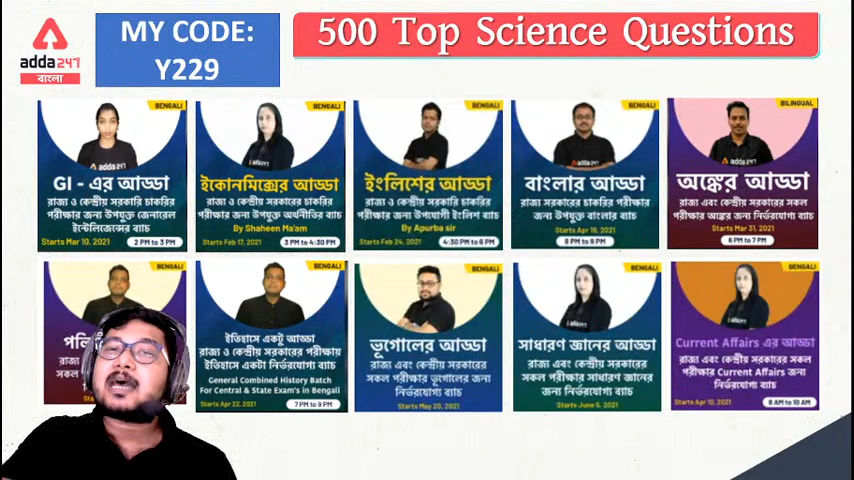 adda247
বাংলা
MY CODE:
Y229
500 Top Science Questions
BENGALI
adda247
GI - এর আড্ডা
রাজ্য ও কেন্দ্রীয় সরকারি চাকরির
পরীক্ষার জন্য উপযুক্ত জেনারেল
ইন্টেলিজেন্সের ব্যাচ
Starts Mar 10, 2021
2 PM to 3 PM
BENGALI
ইকোনমিক্সের আড্ডা
রাজ্য ও কেন্দ্রীয় সরকারের চাকরির
পরীক্ষার জন্য উপযুক্ত অর্থনীতির ব্যাচ
By Shaheen Ma'am
Starts Feb 17, 2021
3 PM to 4:30 PM
BENGALI
ইংলিশের আড্ডা
রাজ্য ও কেন্দ্রীয় সরকারি চাকরির
পরীক্ষার জন্য উপযোগী ইংলিশ ব্যাচ
By Apurba sir
Starts Feb 24, 2021
4:30 PM to 6 PM
BENGALI
adda247
বাংলার আড্ডা
রাজ্য ও কেন্দ্রীয় সরকারের চাকরির পরীক্ষার
জন্য উপযুক্ত বাংলার ব্যাচ
Starts Apr 19, 2021
8 PM to 9 PM
BILINGUAL
অঙ্কের আড্ডা
রাজ্য এবং কেন্দ্রীয় সরকারের সকল
পরীক্ষার অঙ্কের জন্য নির্ভরযোগ্য ব্যাচ
Starts Mar 31, 2021
6 PM to 7 PM
BENGALI
রাজ্য
সকল
BENGALI
ইতিহাসে একটু আড্ডা
রাজ্য ও কেন্দ্রীয় সরকারের পরীক্ষায়
ইতিহাসে একটা নির্ভরযোগ্য ব্যাচ
General Combined History Batch
For Central & State Exam's in Bengali
Starts Apr 22, 2021
7 PM to 9 PM
BENGALI
ভূগোলের আড্ডা
রাজ্য এবং কেন্দ্রীয় সরকারের
সকল পরীক্ষার ভূগোলের জন্য
নির্ভরযোগ্য ব্যাচ
Starts May 20, 2021
BENGALI
সাধারণ জ্ঞানের আড্ডা
রাজ্য এবং কেন্দ্রীয় সরকারের
সকল পরীক্ষার সাধারণ জ্ঞানের
জন্য নির্ভরযোগ্য ব্যাচ
Starts June 5, 2021
BENGALI
Current Affairs এর আড্ডা
রাজ্য এবং কেন্দ্রীয় সরকারের সকল
পরীক্ষার Current Affairs জন্য
নির্ভরযোগ্য ব্যাচ
Starts Apr 10, 2021
8 AM to 10 AM